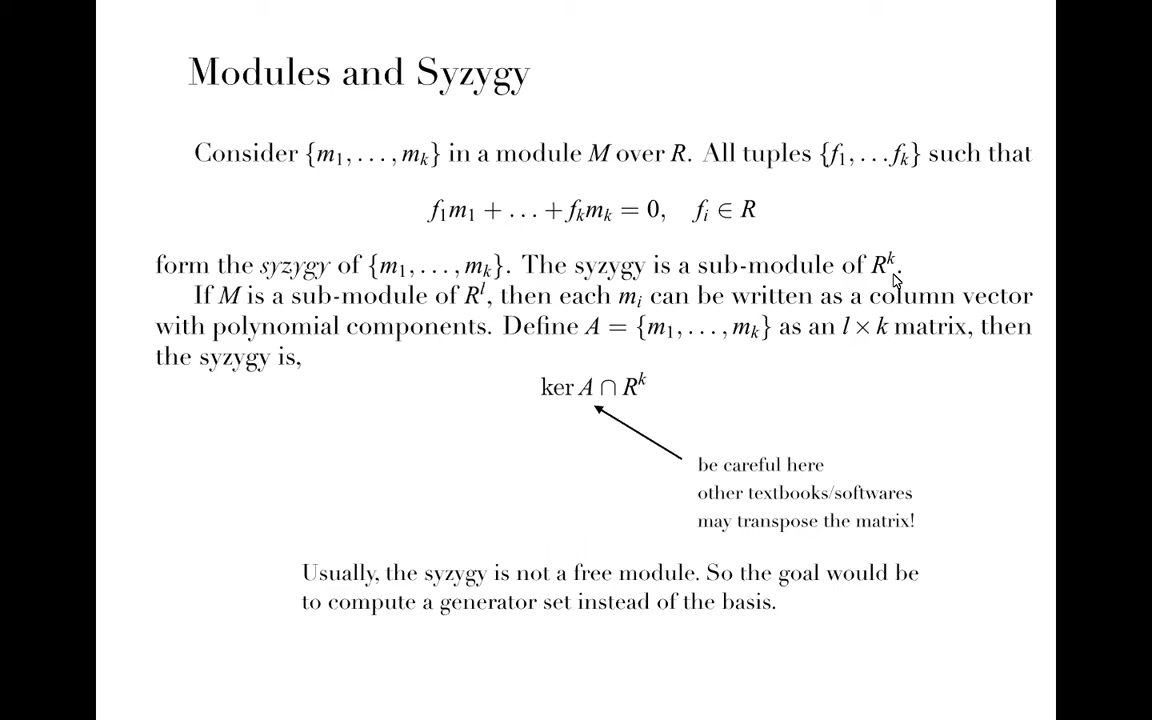 Modules and Syzygy
Consider {m₁, . . . , mₖ} in a module M over R. All tuples {f₁, . . . fₖ} such that
f₁m₁ + . . . + fₖmₖ = 0, fᵢ ∈ R
form the syzygy of {m₁, . . . , mₖ}. The syzygy is a sub-module of Rᵏ.
If M is a sub-module of Rˡ, then each mᵢ can be written as a column vector
with polynomial components. Define A = {m₁, . . . , mₖ} as an l × k matrix, then
the syzygy is,
ker A ∩ Rᵏ
be careful here
other textbooks/softwares
may transpose the matrix!
Usually, the syzygy is not a free module. So the goal would be
to compute a generator set instead of the basis.